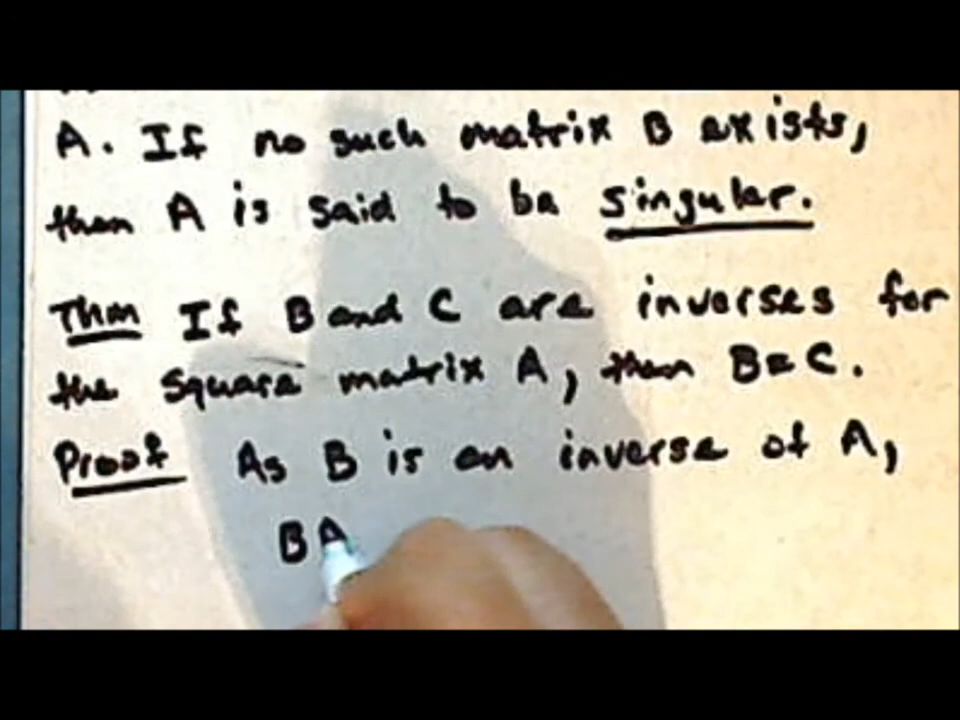 A. If no such matrix B exists,
then A is said to be singular.
Thm If B and C are inverses for
the square matrix A, then B=C.
Proof As B is an inverse of A,
BA